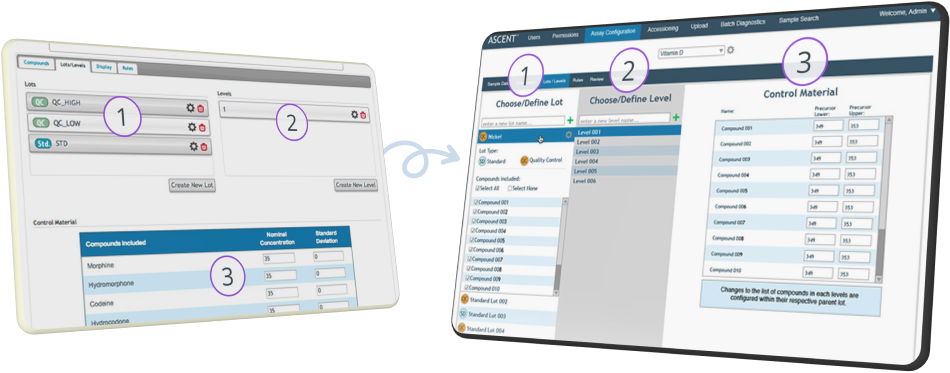 Compounds
Lots/Levels
Display
Rules
Lots
QC QC_HIGH
QC QC_LOW
Std. STD
1
Create New Lot
Levels
1
2
Create New Level
Control Material
Compounds Included
Nominal Concentration
Standard Deviation
Morphine 35 0
Hydromorphone 35 0
Codeine 35 0
Hydrocodone 35 0
3
ASCENT™ Users Permissions Assay Configuration Accessioning Upload Batch Diagnostics Sample Search Welcome, Admin
Vitamin D
1
2
3
Lots / Levels Rules Review
Choose/Define Lot
enter a new lot name...
QC Nickel
Lot Type:
SD Standard QC Quality Control
Compounds Included:
Select All Select None
Compound 001
Compound 002
Compound 003
Compound 004
Compound 005
Compound 006
Compound 007
Compound 008
Compound 009
Compound 010
QC Standard Lot 002
SD Standard Lot 003
QC Standard Lot 004
Choose/Define Level
enter a new level name...
Level 001
Level 002
Level 003
Level 004
Level 005
Level 006
Control Material
Name:
Precursor Lower:
Precursor Upper:
Compound 001 349 353
Compound 002 349 353
Compound 003 349 353
Compound 004 349 353
Compound 005 349 353
Compound 006 349 353
Compound 007 349 353
Compound 008 349 353
Compound 009 349 353
Compound 010 349 353
Changes to the list of compounds in each levels are
configured within their respective parent lot.